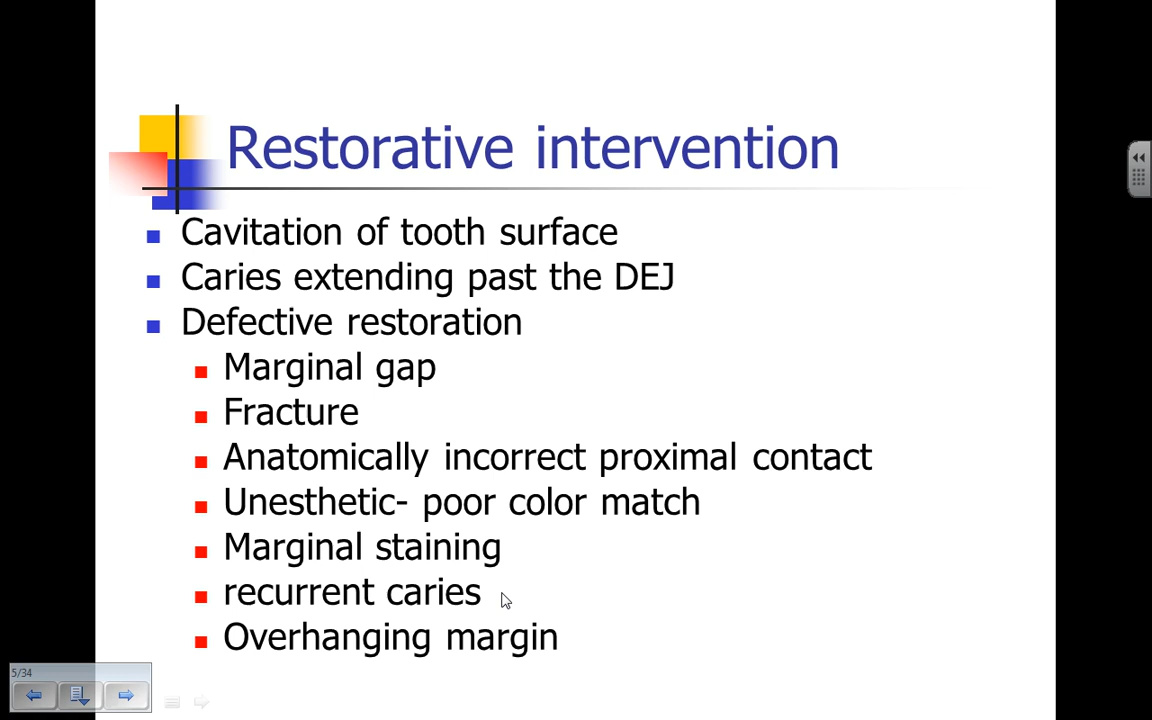 Restorative intervention
Cavitation of tooth surface
Caries extending past the DEJ
Defective restoration
Marginal gap
Fracture
Anatomically incorrect proximal contact
Unesthetic- poor color match
Marginal staining
recurrent caries
Overhanging margin
5/34